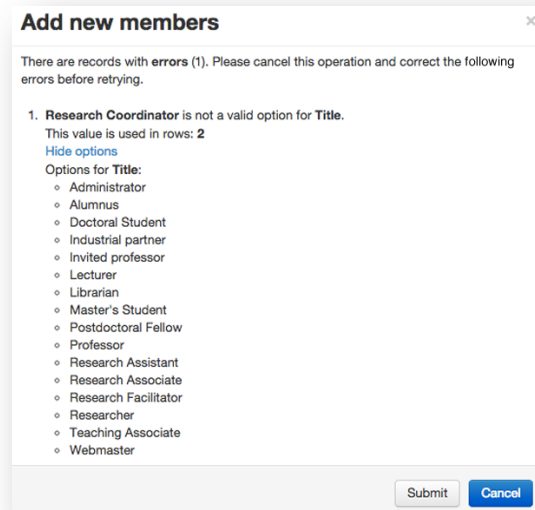 Add new members
×
There are records with errors (1). Please cancel this operation and correct the following
errors before retrying.
1. Research Coordinator is not a valid option for Title.
This value is used in rows: 2
Hide options
Options for Title:
Administrator
Alumnus
Doctoral Student
Industrial partner
Invited professor
Lecturer
Librarian
Master's Student
Postdoctoral Fellow
Professor
Research Assistant
Research Associate
Research Facilitator
Researcher
Teaching Associate
Webmaster
Submit Cancel